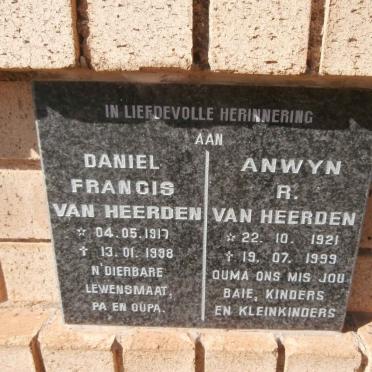 IN LIEFDEVOLLE HERINNERING
AAN
DANIEL
FRANCIS
VAN HEERDEN
☆ 04.05.1917
✝ 13.01.1998
N'DIERBARE
LEWENSMAAT,
PA EN OUPA.
ANWYN
R.
VAN HEERDEN
☆ 22. 10. 1921
✝ 19. 07. 1999
OUMA ONS MIS JOU
BAIE, KINDERS
EN KLEINKINDERS